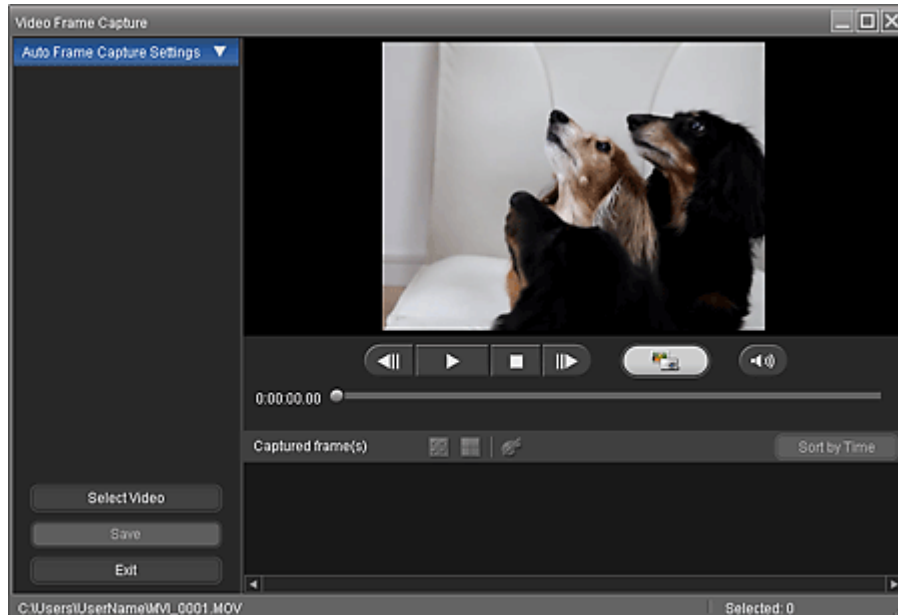 Video Frame Capture
Auto Frame Capture Settings
0:00:00.00
Captured frame(s)
Sort by Time
Select Video
Save
Exit
C:\Users\UserName\MVI_0001.MOV
Selected: 0